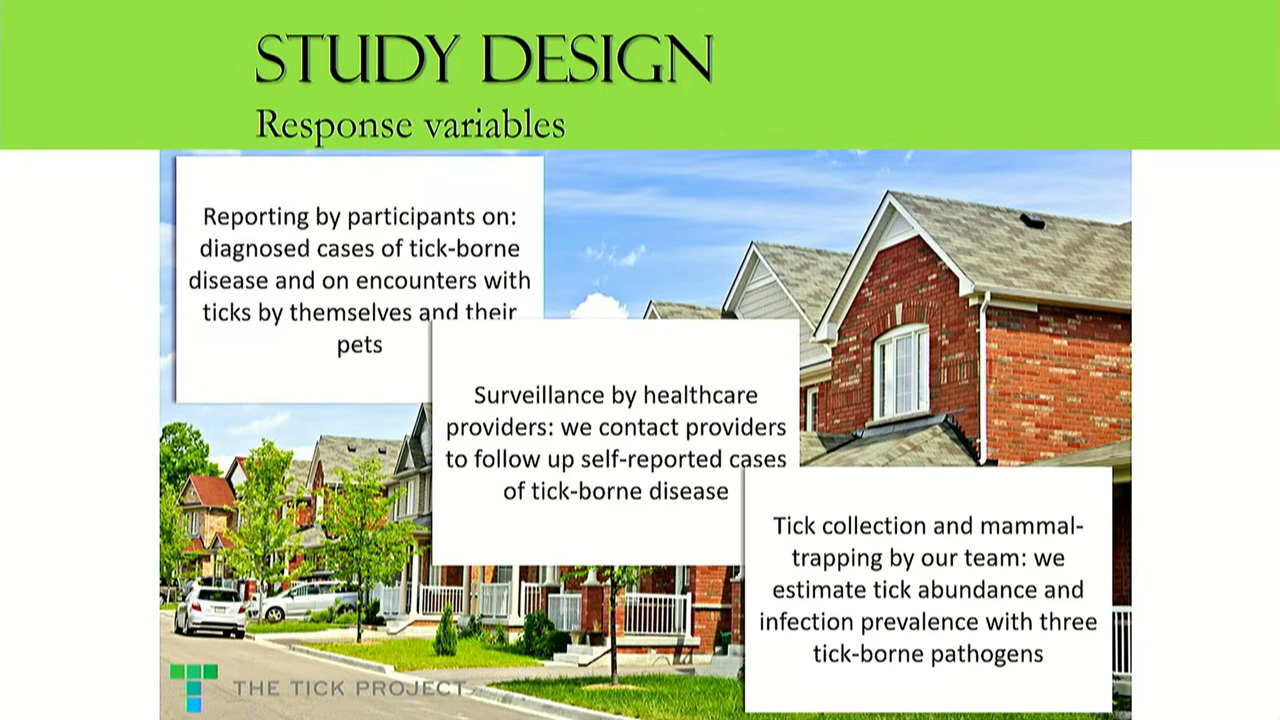 STUDY DESIGN
Response variables
Reporting by participants on:
diagnosed cases of tick-borne
disease and on encounters with
ticks by themselves and their
pets
Surveillance by healthcare
providers: we contact providers
to follow up self-reported cases
of tick-borne disease
Tick collection and mammal-
trapping by our team: we
estimate tick abundance and
infection prevalence with three
tick-borne pathogens
THE TICK PROJECT